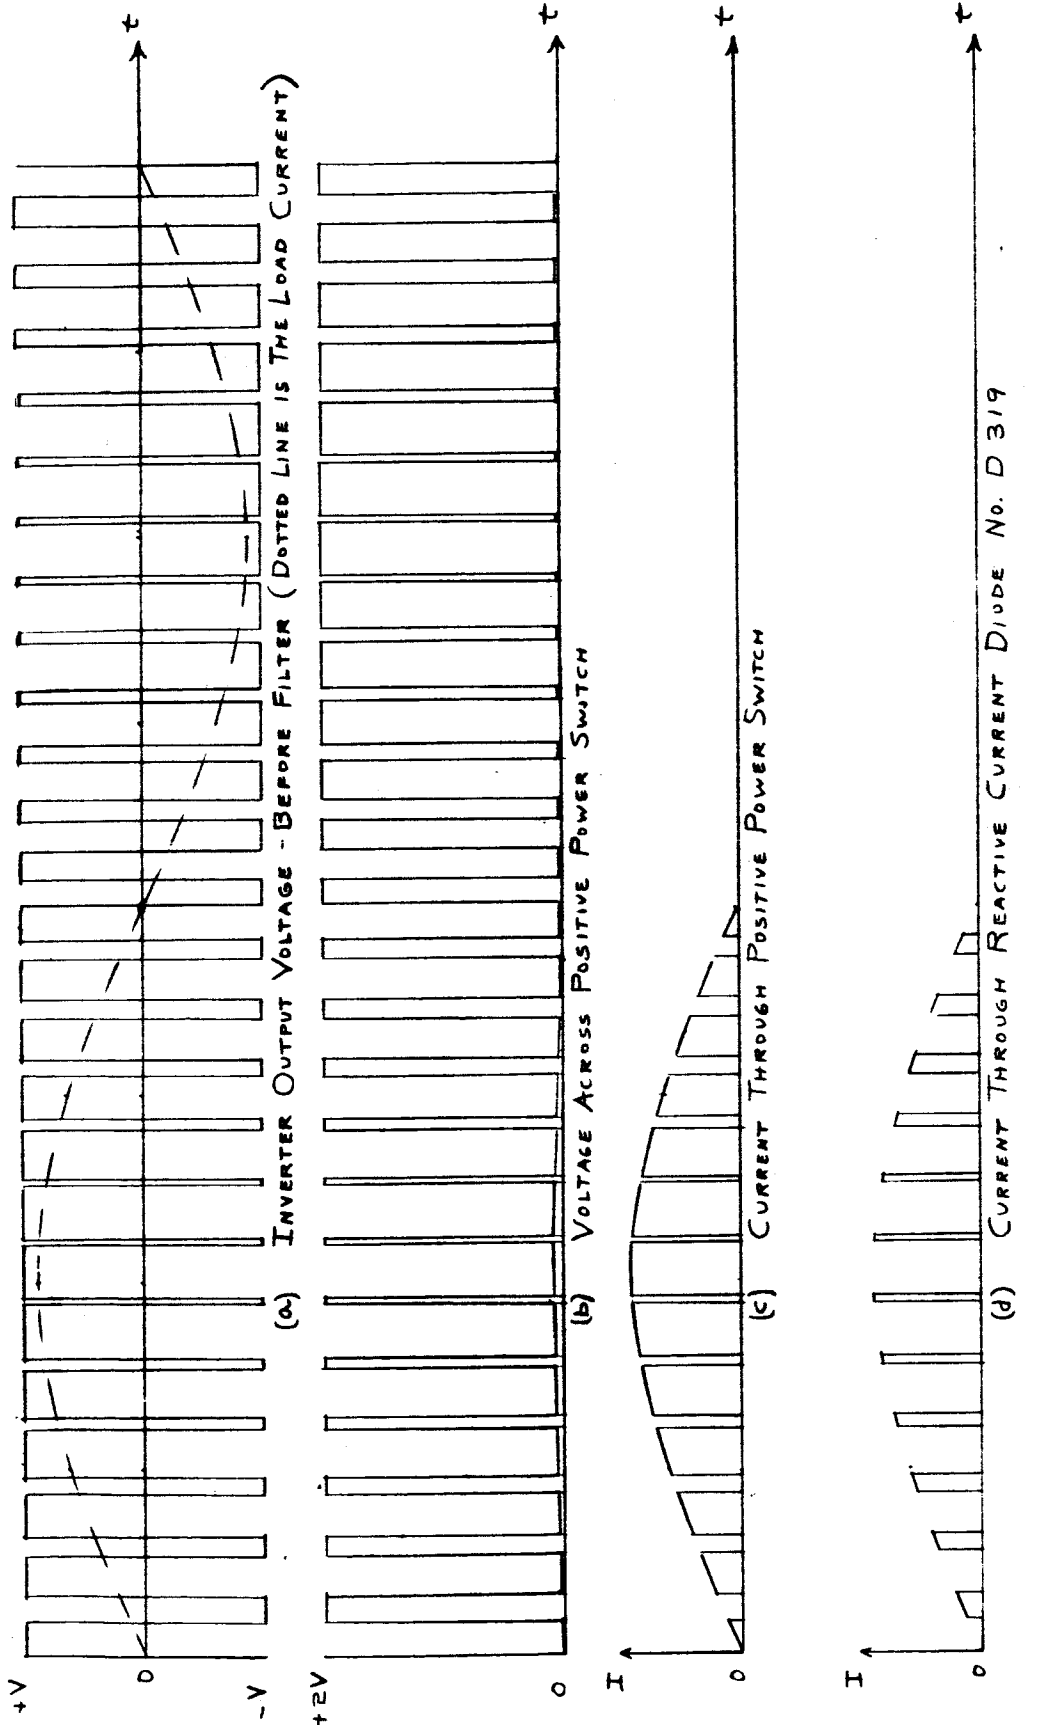 +V
0
-V
t
(a) INVERTER OUTPUT VOLTAGE - BEFORE FILTER (DOTTED LINE IS THE LOAD CURRENT)
+2V
0
t
(b) VOLTAGE ACROSS POSITIVE POWER SWITCH
I
0
t
(c) CURRENT THROUGH POSITIVE POWER SWITCH
I
0
t
(d) CURRENT THROUGH REACTIVE CURRENT DIODE NO. D 319